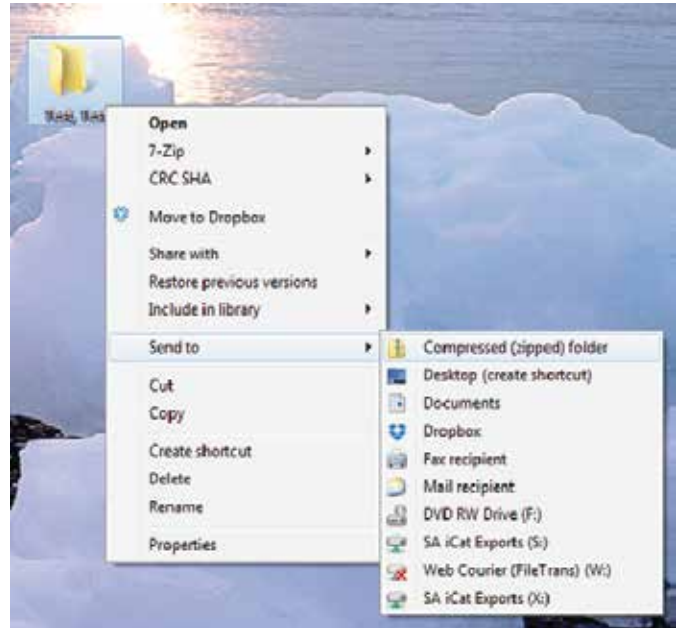 Open
7-Zip
CRC SHA
Move to Dropbox
Share with
Restore previous versions
Include in library
Send to
Cut
Copy
Create shortcut
Delete
Rename
Properties
Compressed (zipped) folder
Desktop (create shortcut)
Documents
Dropbox
Fax recipient
Mail recipient
DVD RW Drive (F:)
SA iCat Exports (S:)
Web Courier (FileTrans) (W:)
SA iCat Exports (X:)